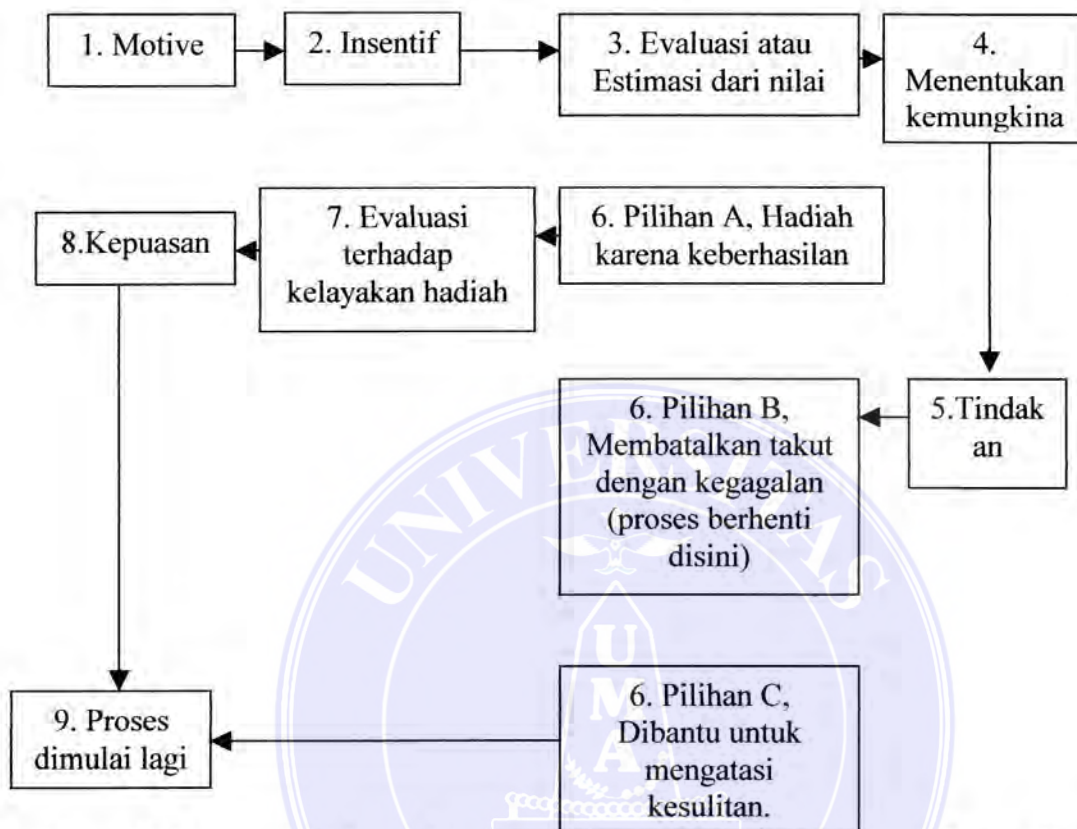 1. Motive
2. Insentif
3. Evaluasi atau
Estimasi dari nilai
4.
Menentukan
kemungkina
8.Kepuasan
7. Evaluasi
terhadap
kelayakan hadiah
6. Pilihan A, Hadiah
karena keberhasilan
6. Pilihan B,
Membatalkan takut
dengan kegagalan
(proses berhenti
disini)
5.Tindak
an
9. Proses
dimulai lagi
6. Pilihan C,
Dibantu untuk
mengatasi
kesulitan.
UNIVERSITAS
U
M
A